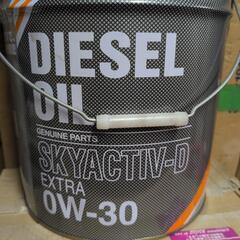 DIESEL
OIL
GENUINE PARTS
SKYACTIV-D
EXTRA
0W-30